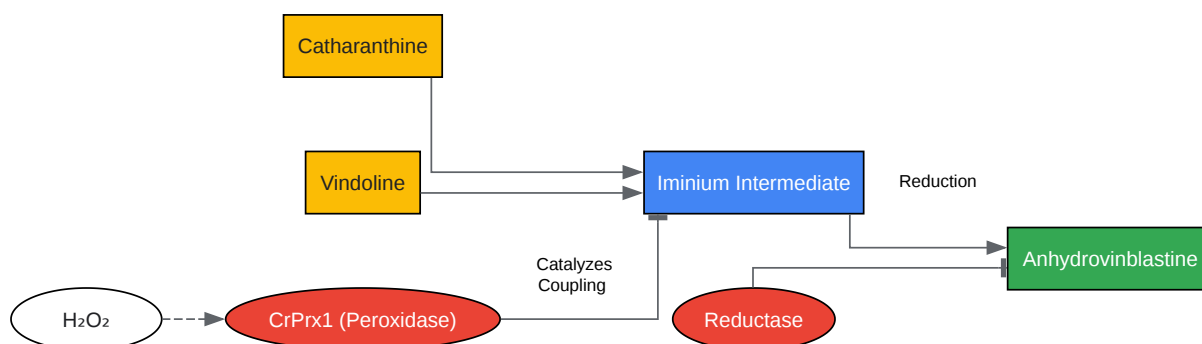 Catharanthine
Vindoline
Iminium Intermediate
Reduction
Anhydrovinblastine
Catalyzes
Coupling
H₂O₂
CrPrx1 (Peroxidase)
Reductase